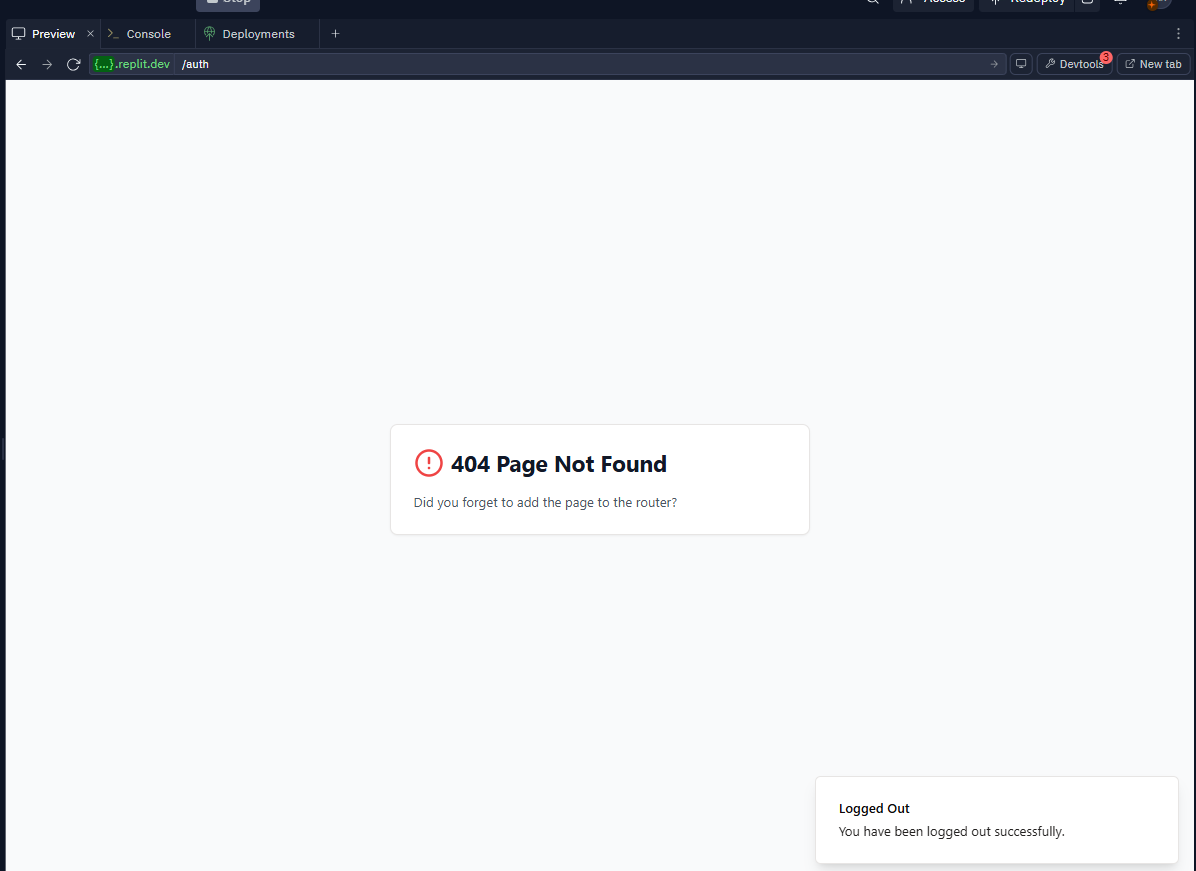 Stop
Access
Redeploy
Preview
Console
Deployments
{...}.replit.dev /auth
Devtools
3
New tab
404 Page Not Found
Did you forget to add the page to the router?
Logged Out
You have been logged out successfully.